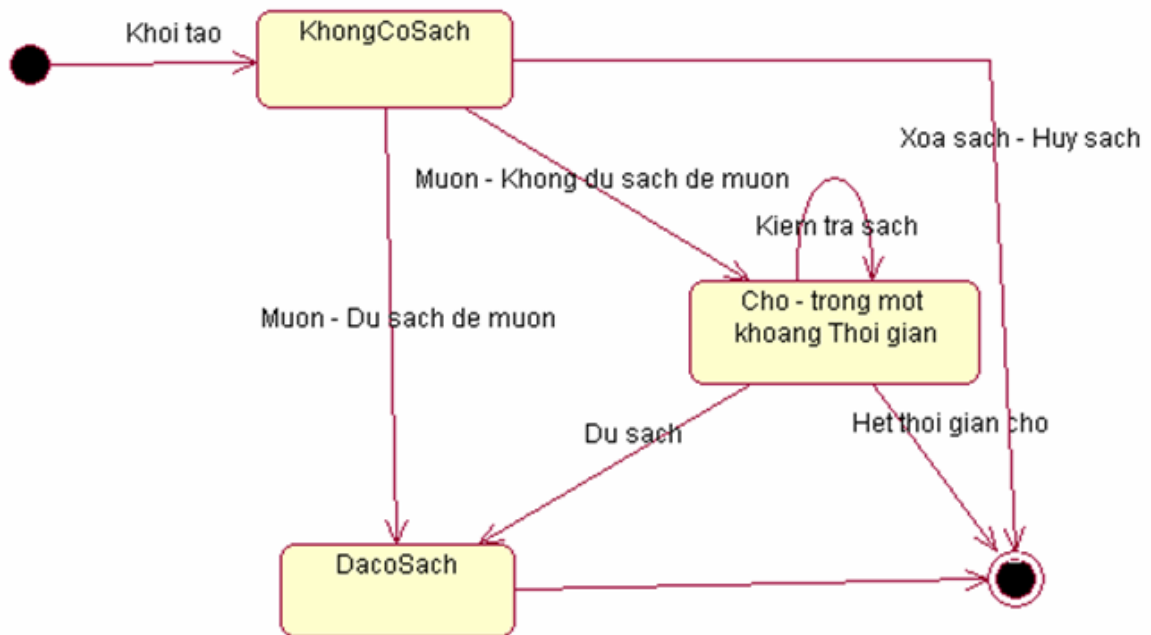 Khoi tao
KhongCoSach
Xoa sach - Huy sach
Muon - Khong du sach de muon
Kiem tra sach
Cho - trong mot
khoang Thoi gian
Muon - Du sach de muon
Het thoi gian cho
Du sach
DacoSach